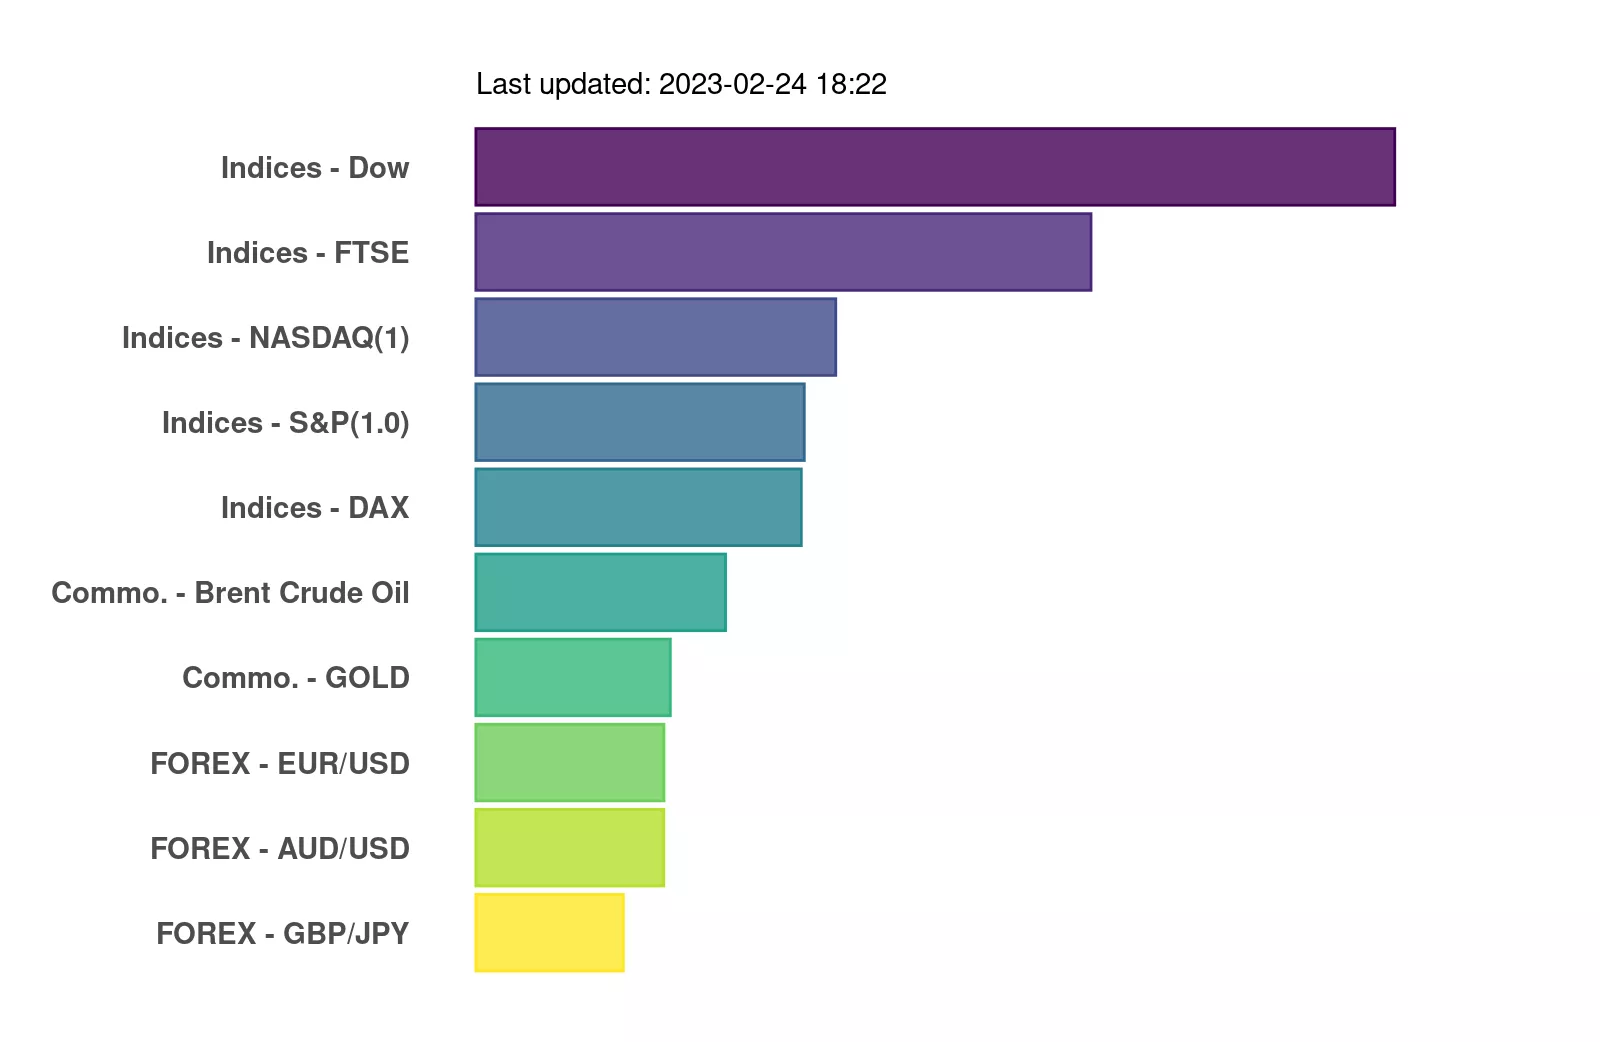 Last updated: 2023-02-24 18:22
Indices - Dow
Indices - FTSE
Indices - NASDAQ(1)
Indices - S&P(1.0)
Indices - DAX
Commo. - Brent Crude Oil
Commo. - GOLD
FOREX - EUR/USD
FOREX - AUD/USD
FOREX - GBP/JPY